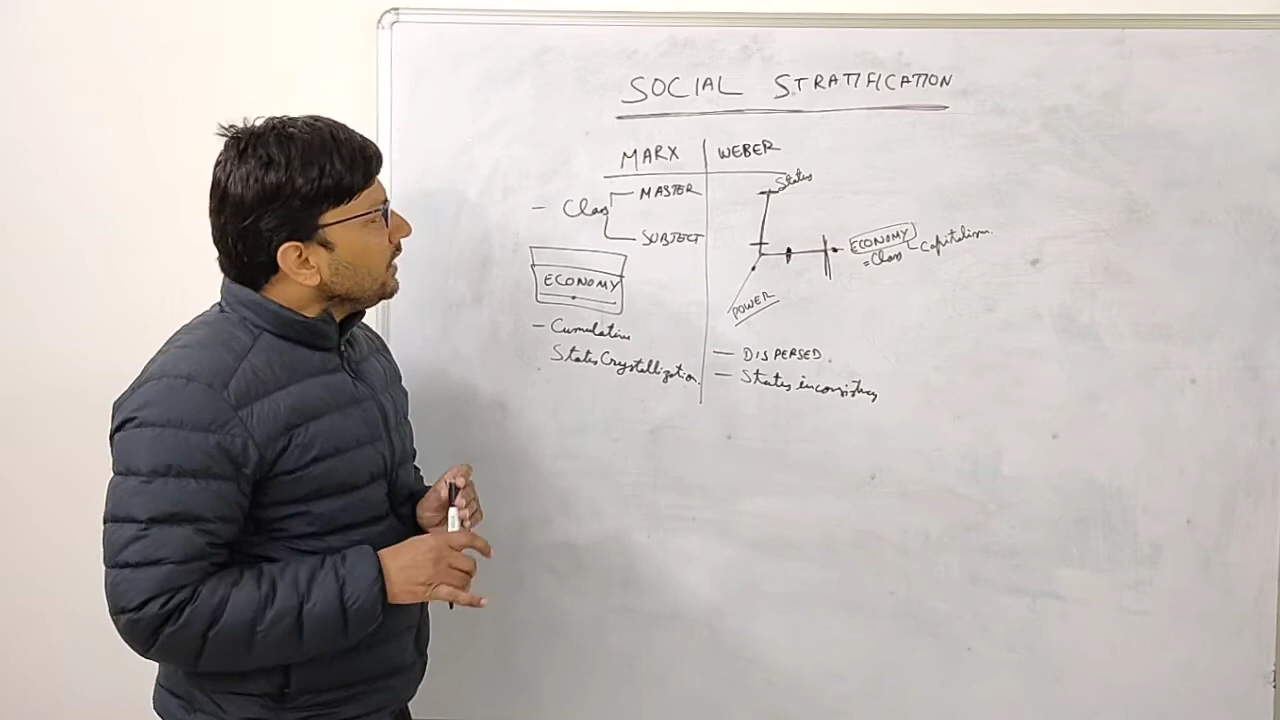 SOCIAL STRATIFICATION
MARX
- Class
MASTER
SUBJECT
ECONOMY
- Cumulative
Status Crystallization.
WEBER
Status
ECONOMY - Capitalism.
= Class
POWER
- DISPERSED.
- Status inconsistency